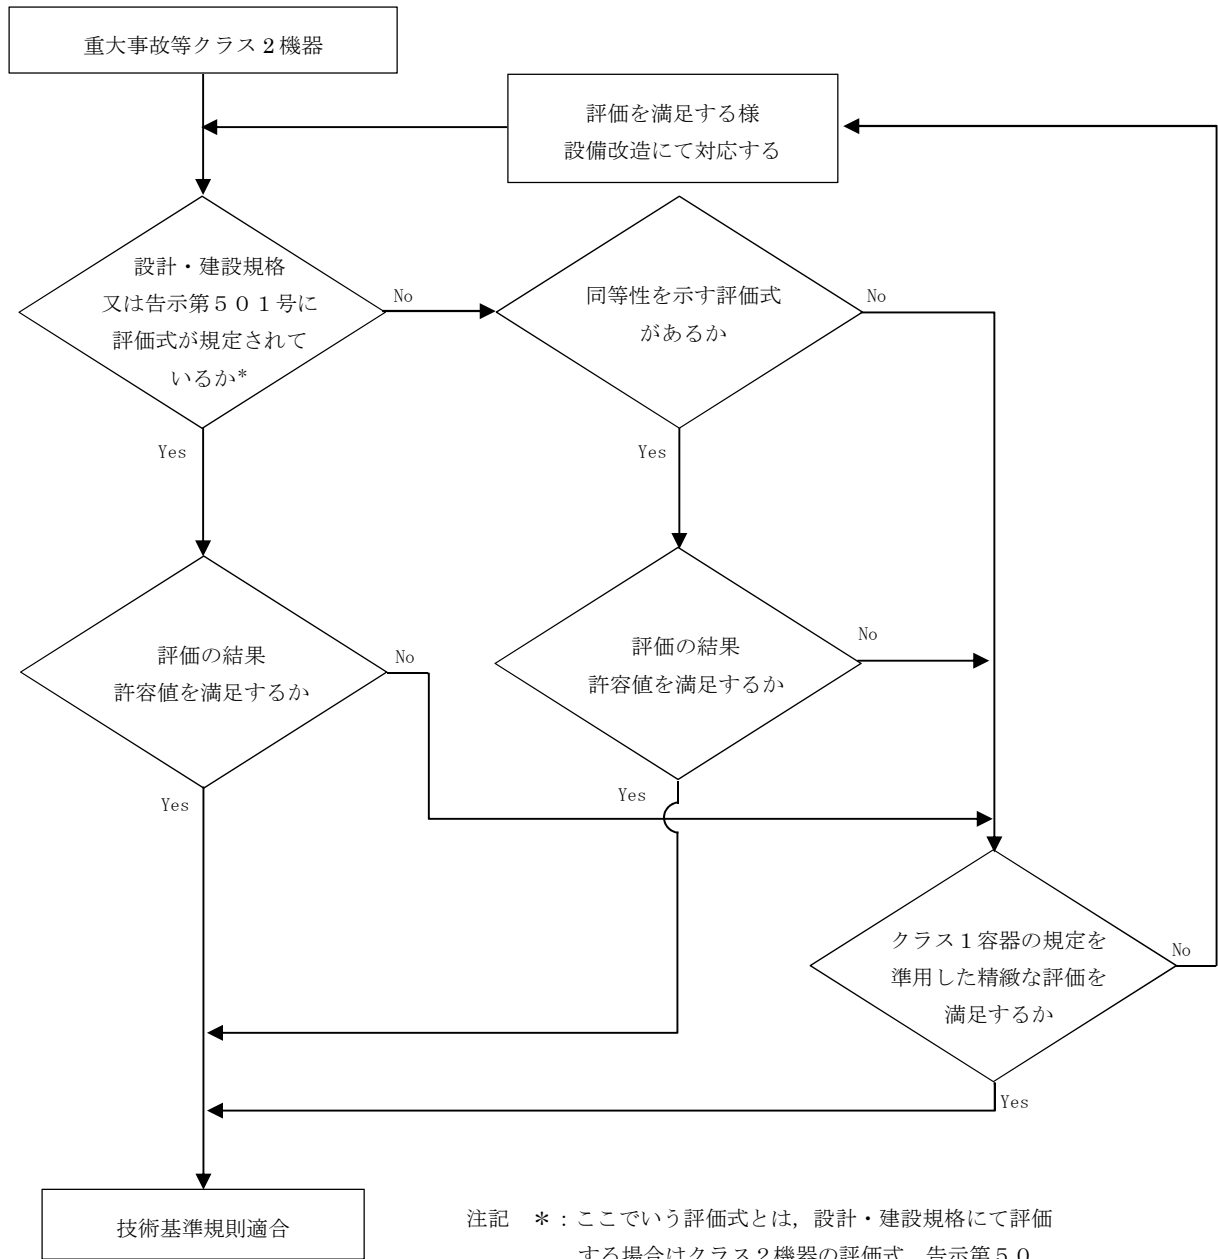 重大事故等クラス2機器
評価を満足する様
設備改造にて対応する
設計・建設規格
又は告示第501号に
評価式が規定されて
いるか*
No
同等性を示す評価式
があるか
No
Yes
Yes
評価の結果
許容値を満足するか
No
評価の結果
許容値を満足するか
No
Yes
Yes
クラス1容器の規定を
準用した精緻な評価を
満足するか
No
Yes
技術基準規則適合
注記 *:ここでいう評価式とは,設計・建設規格にて評価
する場合はクラス2機器の評価式,告示第50